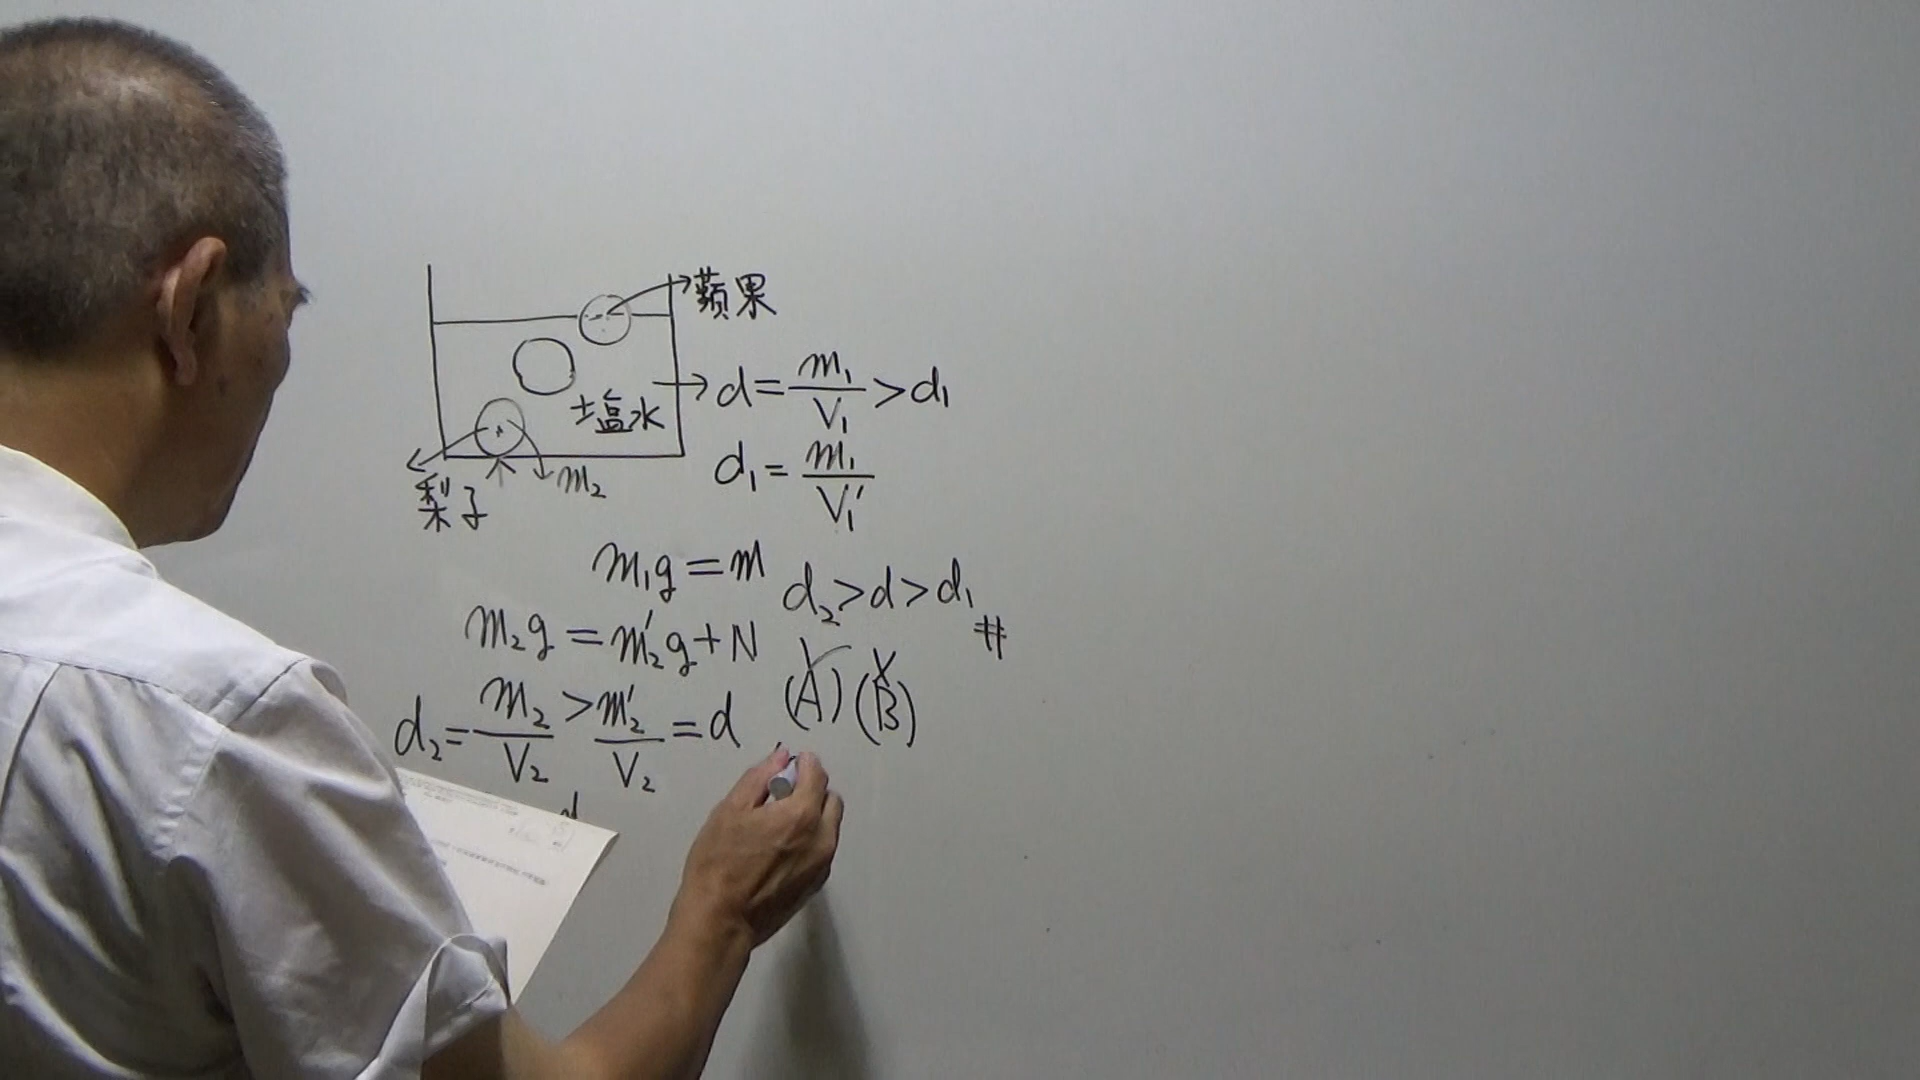 蘋果
d = m₁/V₁ > d₁
塩水
d₁ = m₁/V₁′
m₂
梨子
m₁g = m
d₂ > d > d₁ #
m₂g = m₂′g + N
(A) (B)
d₂ = m₂/V₂ > m₂′/V₂ = d
d